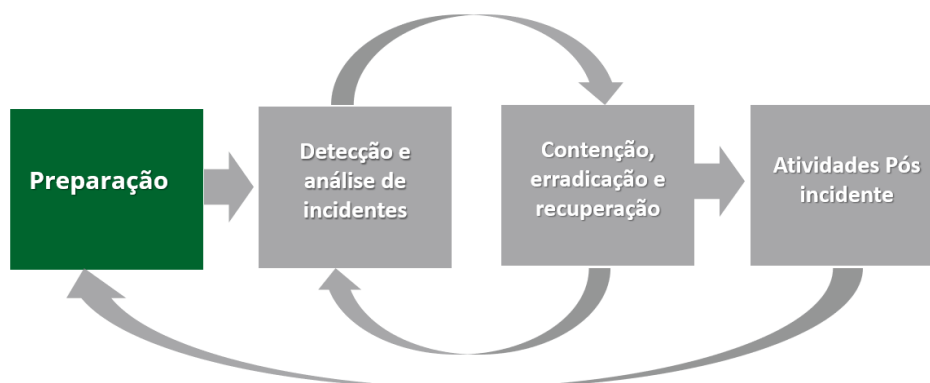 Preparação
Detecção e
análise de
incidentes
Contenção,
erradicação e
recuperação
Atividades Pós
incidente